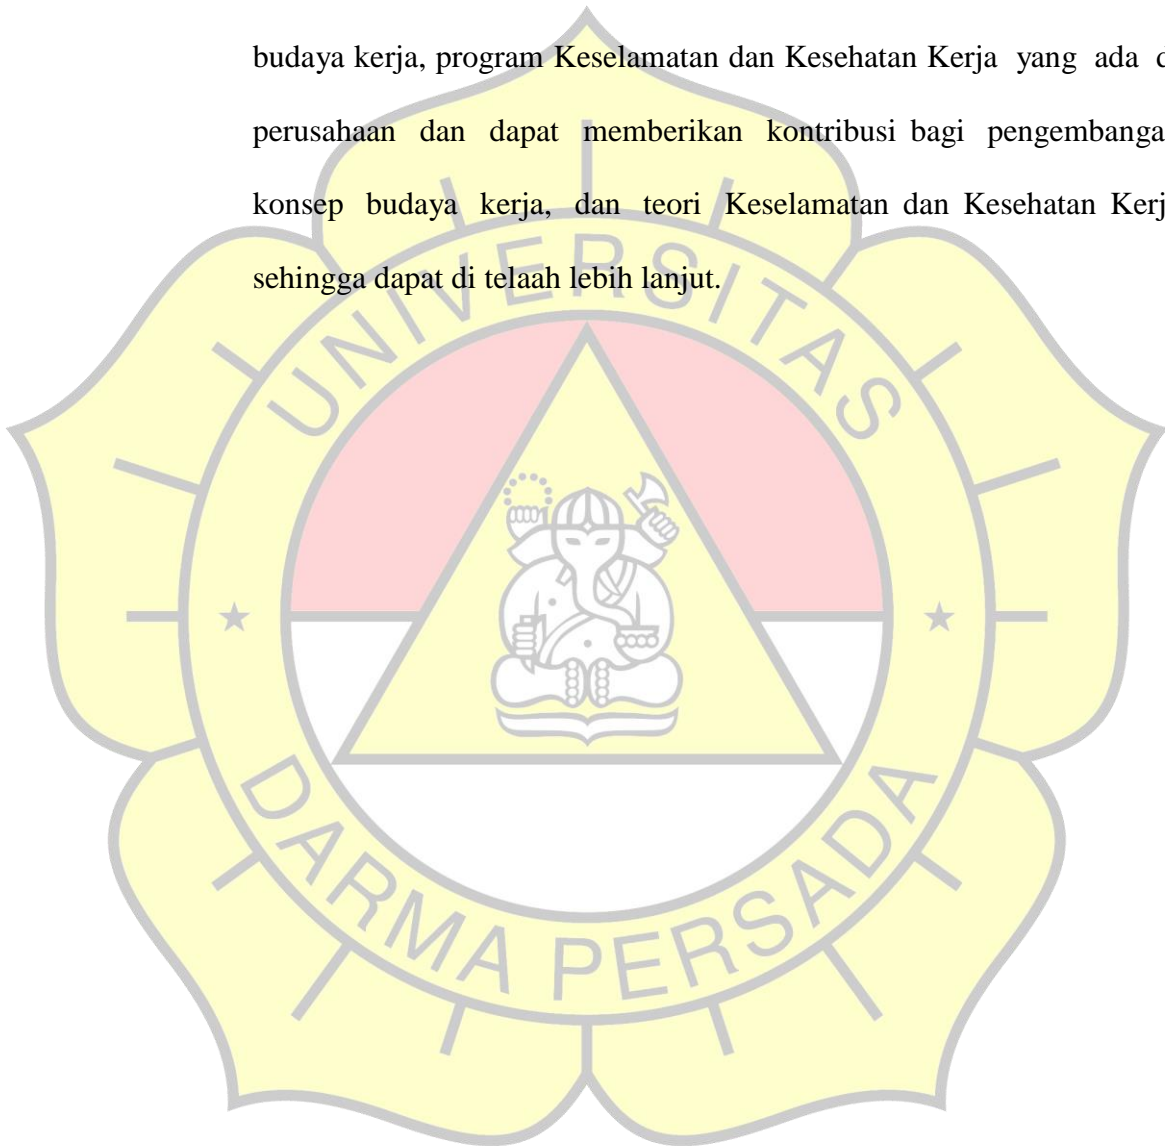 budaya kerja, program Keselamatan dan Kesehatan Kerja yang ada d
perusahaan dan dapat memberikan kontribusi bagi pengembanga
konsep budaya kerja, dan teori Keselamatan dan Kesehatan Kerj
sehingga dapat di telaah lebih lanjut.
UNIVERSITAS
DARMA PERSADA